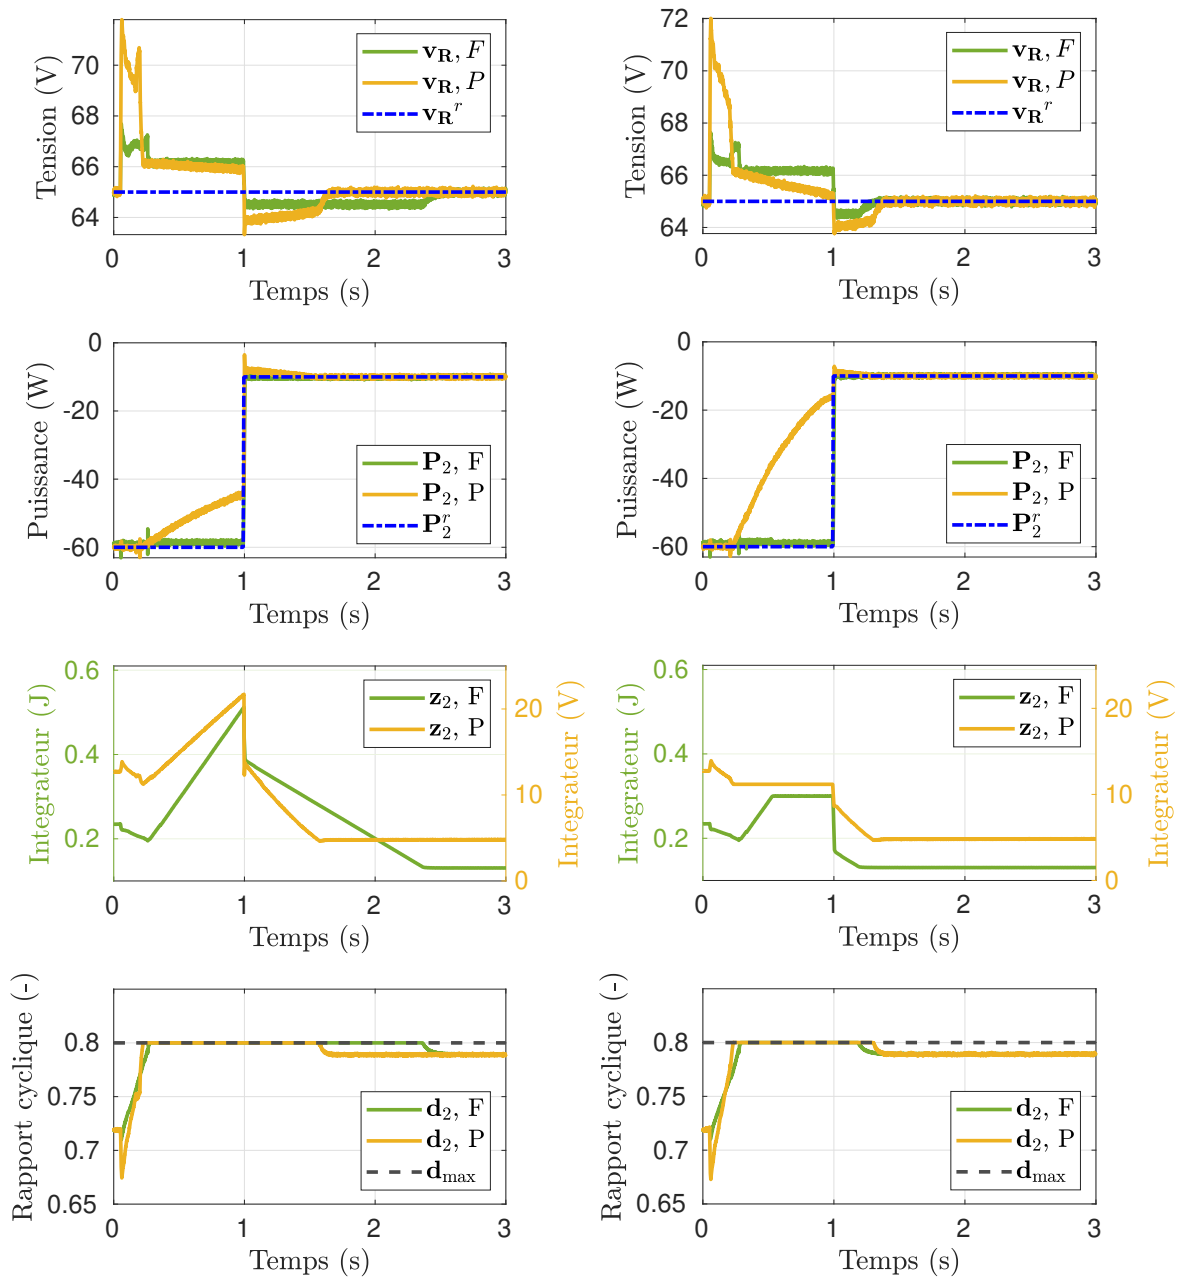 Tension (V)
70
68
66
64
0 1 2 3
Temps (s)
v_R, F
v_R, P
v_R^r
Tension (V)
72
70
68
66
64
0 1 2 3
Temps (s)
v_R, F
v_R, P
v_R^r
Puissance (W)
0
-20
-40
-60
0 1 2 3
Temps (s)
P_2, F
P_2, P
P_2^r
Puissance (W)
0
-20
-40
-60
0 1 2 3
Temps (s)
P_2, F
P_2, P
P_2^r
Integrateur (J)
0.6
0.4
0.2
0 1 2 3
Temps (s)
z_2, F
z_2, P
20
10
0
Integrateur (V)
Integrateur (J)
0.6
0.4
0.2
0 1 2 3
Temps (s)
z_2, F
z_2, P
20
10
0
Integrateur (V)
Rapport cyclique (-)
0.8
0.75
0.7
0.65
0 1 2 3
Temps (s)
d_2, F
d_2, P
d_max
Rapport cyclique (-)
0.8
0.75
0.7
0.65
0 1 2 3
Temps (s)
d_2, F
d_2, P
d_max